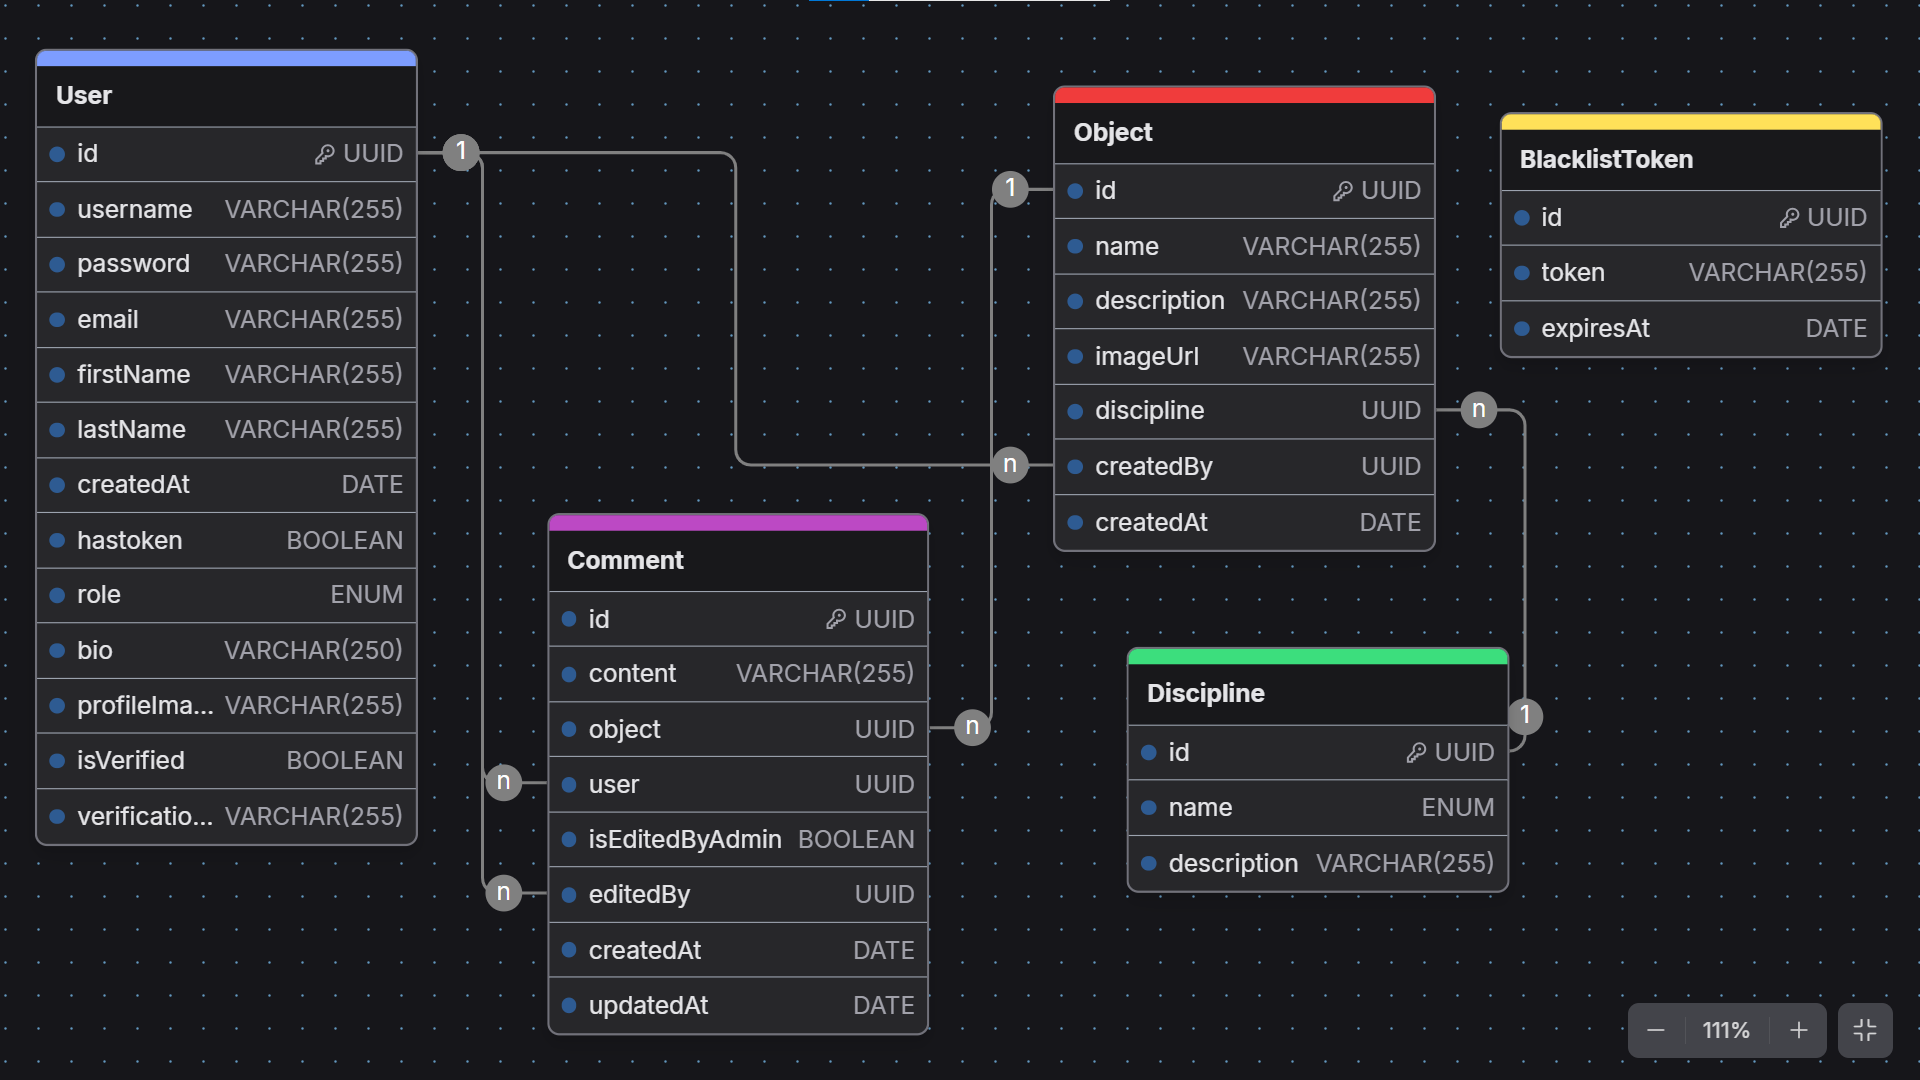 User
id UUID
username VARCHAR(255)
password VARCHAR(255)
email VARCHAR(255)
firstName VARCHAR(255)
lastName VARCHAR(255)
createdAt DATE
hastoken BOOLEAN
role ENUM
bio VARCHAR(250)
profileIma... VARCHAR(255)
isVerified BOOLEAN
verificatio... VARCHAR(255)
1
n
n
Comment
id UUID
content VARCHAR(255)
object UUID
user UUID
isEditedByAdmin BOOLEAN
editedBy UUID
createdAt DATE
updatedAt DATE
n
1
n
Object
id UUID
name VARCHAR(255)
description VARCHAR(255)
imageUrl VARCHAR(255)
discipline UUID
createdBy UUID
createdAt DATE
n
1
Discipline
id UUID
name ENUM
description VARCHAR(255)
BlacklistToken
id UUID
token VARCHAR(255)
expiresAt DATE
111%